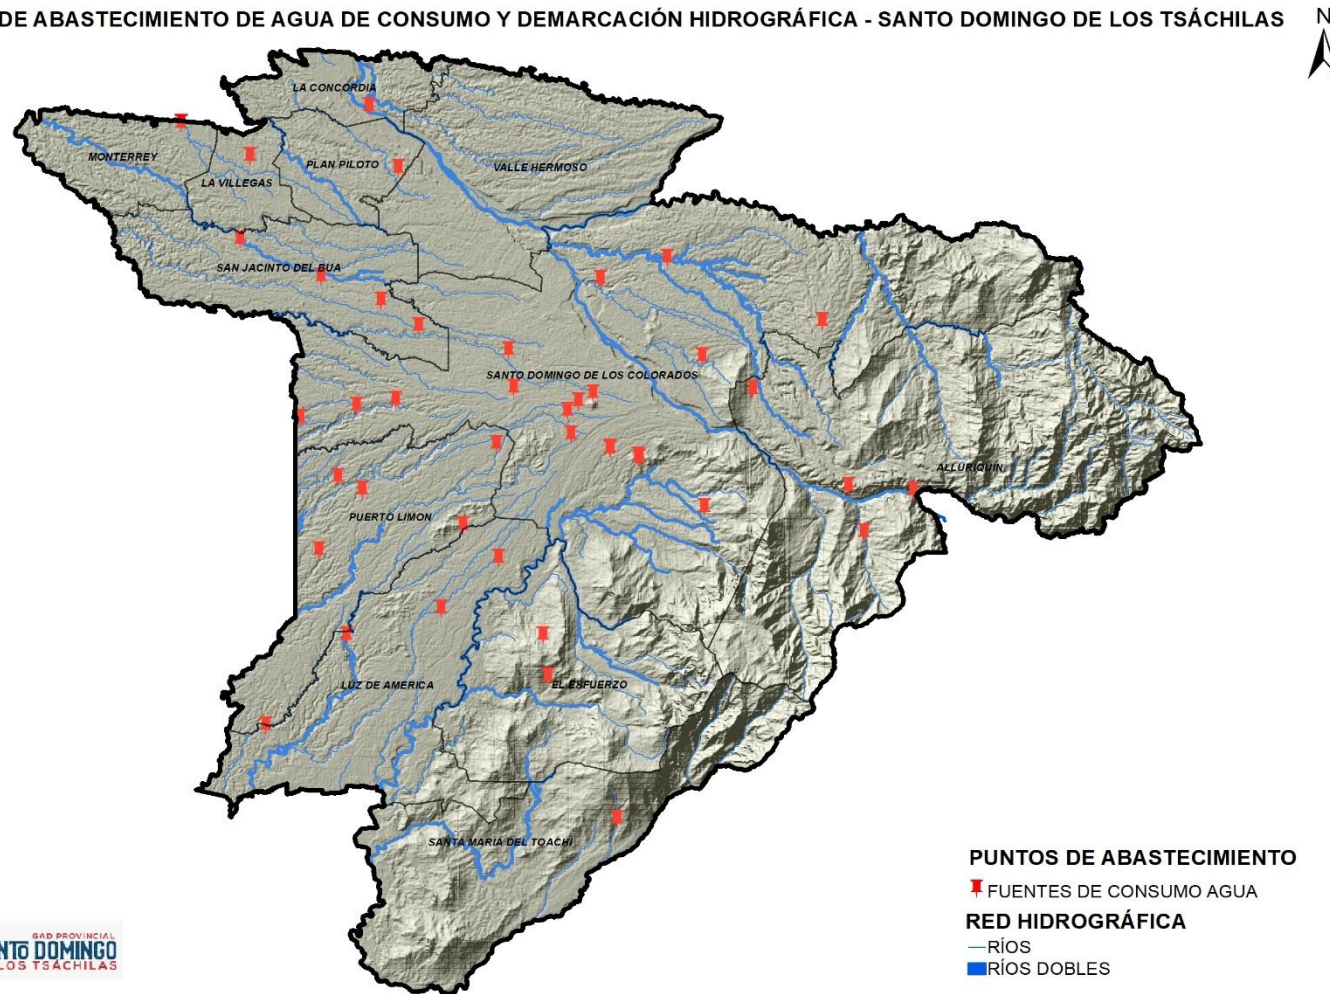 DE ABASTECIMIENTO DE AGUA DE CONSUMO Y DEMARCACIÓN HIDROGRÁFICA - SANTO DOMINGO DE LOS TSÁCHILAS
N
LA CONCORDIA
MONTERREY
PLAN PILOTO
VALLE HERMOSO
LA VILLEGAS
SAN JACINTO DEL BUA
SANTO DOMINGO DE LOS COLORADOS
ALLURIQUIN
PUERTO LIMON
LUZ DE AMERICA
EL ESFUERZO
SANTA MARIA DEL TOACHI
PUNTOS DE ABASTECIMIENTO
FUENTES DE CONSUMO AGUA
RED HIDROGRÁFICA
RÍOS
RÍOS DOBLES
GAD PROVINCIAL
NTO DOMINGO
LOS TSÁCHILAS